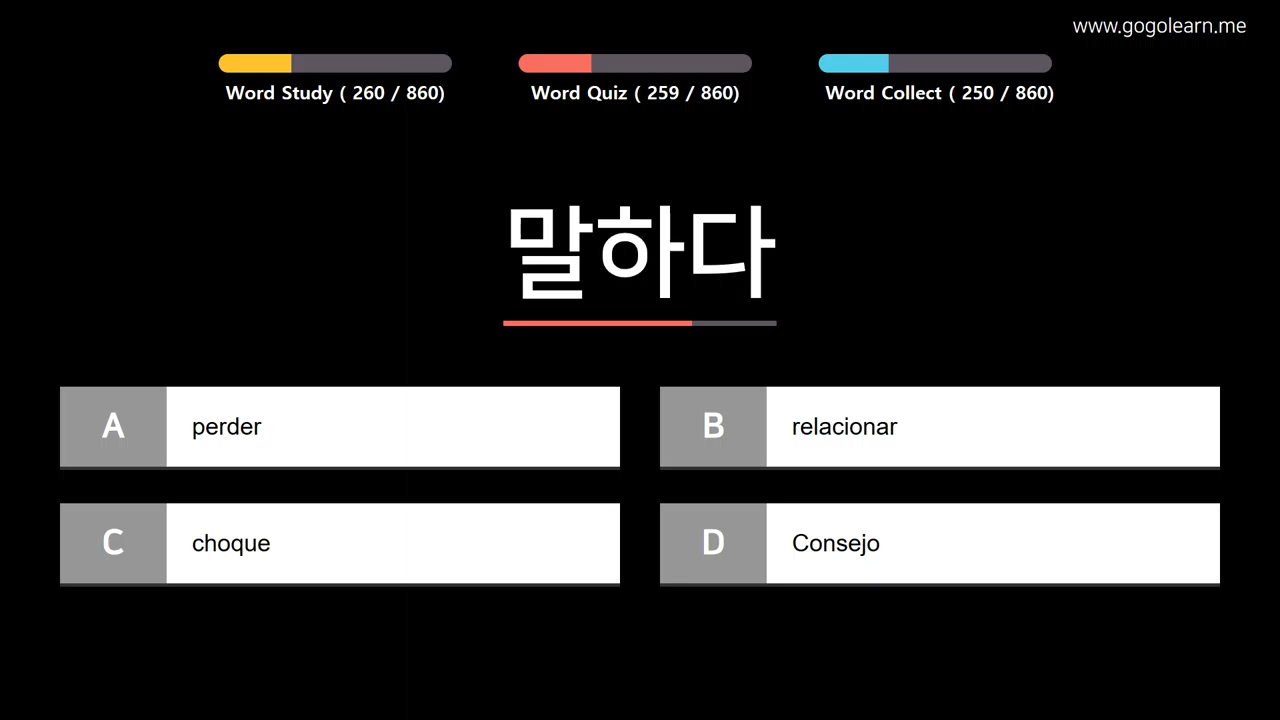 www.gogolearn.me
Word Study ( 260 / 860)
Word Quiz ( 259 / 860)
Word Collect ( 250 / 860)
말하다
A perder
B relacionar
C choque
D Consejo